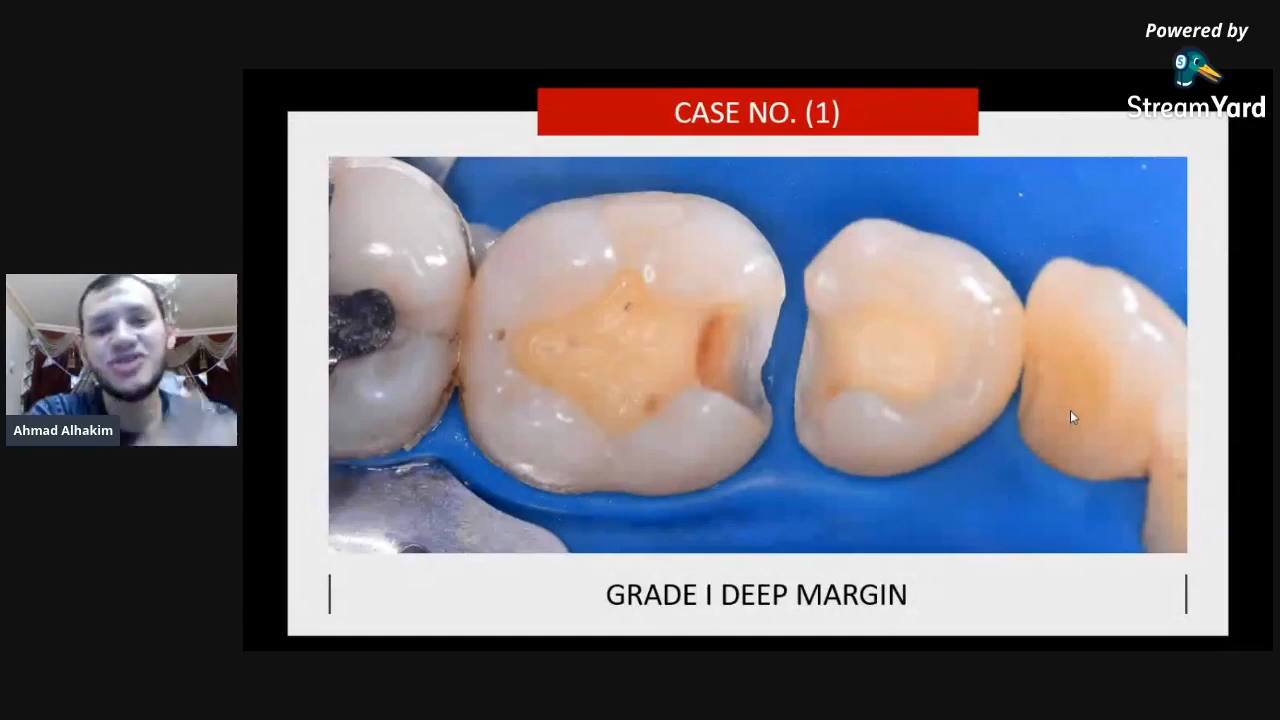 Powered by
StreamYard
CASE NO. (1)
Ahmad Alhakim
GRADE I DEEP MARGIN